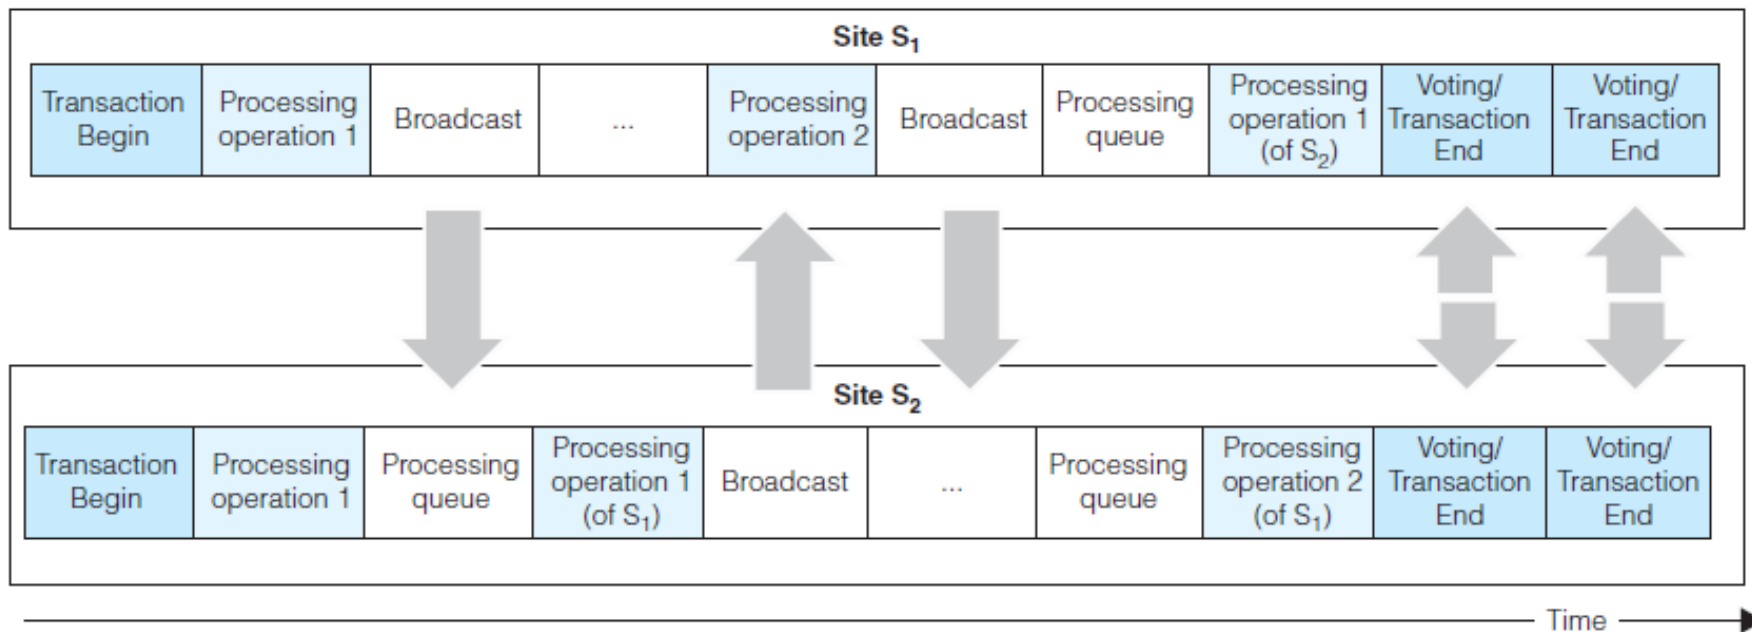 Site S₁
Transaction
Begin
Processing
operation 1
Broadcast
...
Processing
operation 2
Broadcast
Processing
queue
Processing
operation 1
(of S₂)
Voting/
Transaction
End
Voting/
Transaction
End
Site S₂
Transaction
Begin
Processing
operation 1
Processing
queue
Processing
operation 1
(of S₁)
Broadcast
...
Processing
queue
Processing
operation 2
(of S₁)
Voting/
Transaction
End
Voting/
Transaction
End
Time